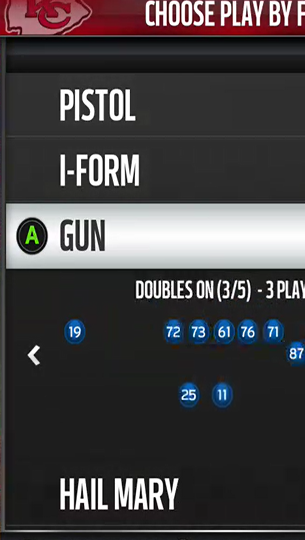 KC
CHOOSE PLAY BY F
PISTOL
I-FORM
A GUN
DOUBLES ON (3/5) - 3 PLAY
19 72 73 61 76 71
87
25 11
HAIL MARY